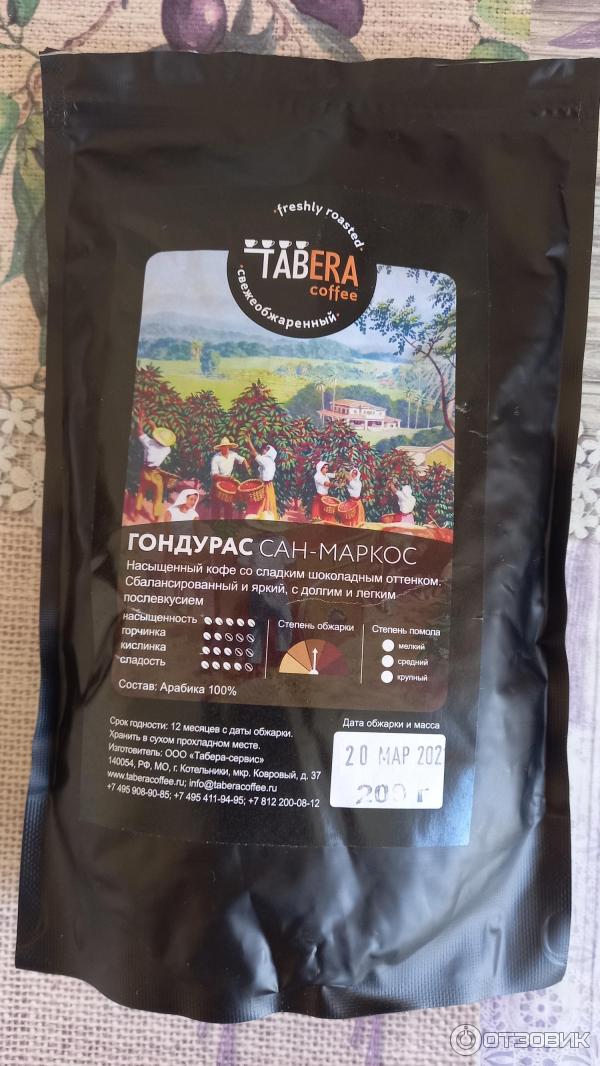 ·freshly roasted·
TABERA
coffee
·свежеобжаренный·
ГОНДУРАС САН-МАРКОС
Насыщенный кофе со сладким шоколадным оттенком.
Сбалансированный и яркий, с долгим и легким
послевкусием
насыщенность
горчинка
кислинка
сладость
Степень обжарки
Степень помола
мелкий
средний
крупный
Состав: Арабика 100%
Срок годности: 12 месяцев с даты обжарки.
Хранить в сухом прохладном месте.
Изготовитель: ООО «Табера-сервис»
140054, РФ, МО, г. Котельники, мкр. Ковровый, д. 37
www.taberacoffee.ru; info@taberacoffee.ru
+7 495 908-90-85; +7 495 411-94-95; +7 812 200-08-12
Дата обжарки и масса
20 МАР 202
200 г
ОТЗОВИК